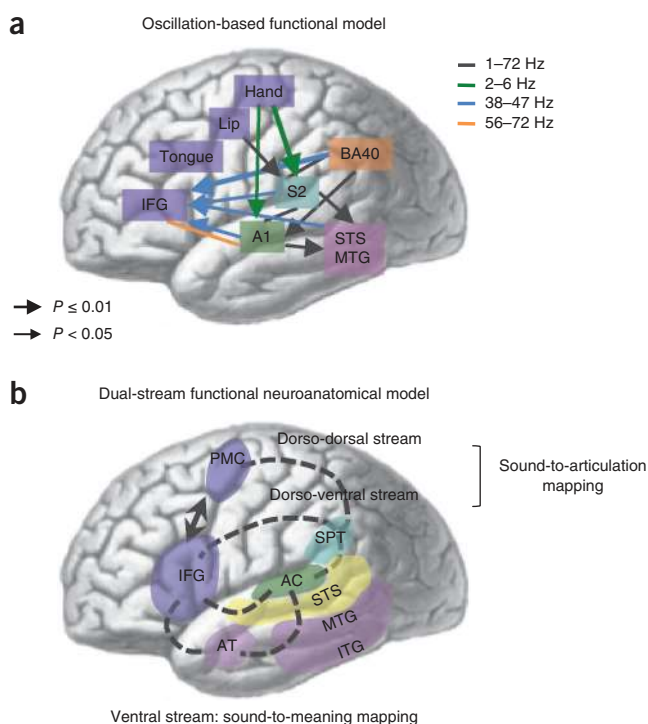 a
Oscillation-based functional model
1–72 Hz
2–6 Hz
38–47 Hz
56–72 Hz
Hand
Lip
Tongue
BA40
S2
IFG
A1
STS
MTG
P ≤ 0.01
P < 0.05
b
Dual-stream functional neuroanatomical model
PMC
Dorso-dorsal stream
Sound-to-articulation
mapping
Dorso-ventral stream
SPT
IFG
AC
STS
MTG
AT
ITG
Ventral stream: sound-to-meaning mapping